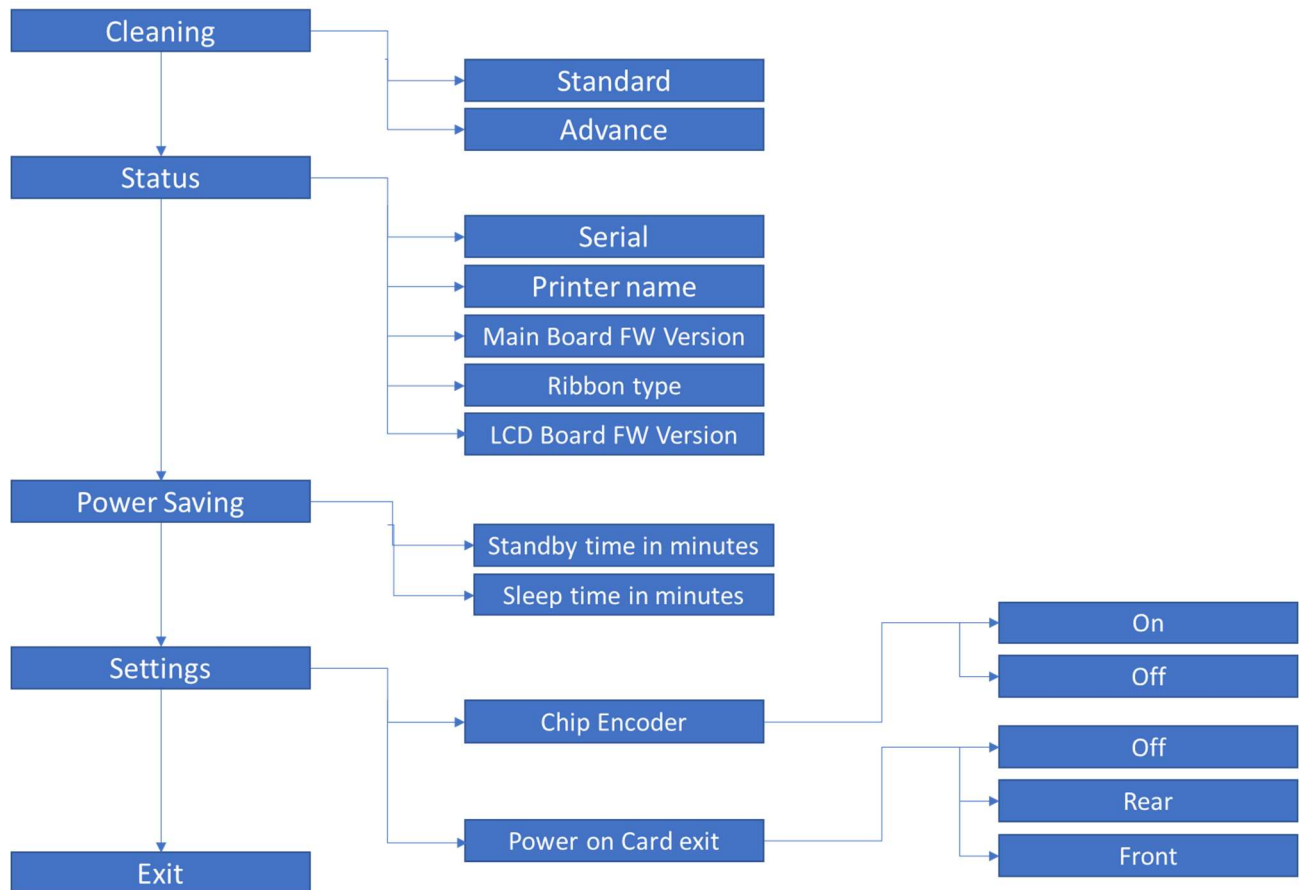 Cleaning
Standard
Advance
Status
Serial
Printer name
Main Board FW Version
Ribbon type
LCD Board FW Version
Power Saving
Standby time in minutes
Sleep time in minutes
Settings
Chip Encoder
On
Off
Power on Card exit
Off
Rear
Front
Exit